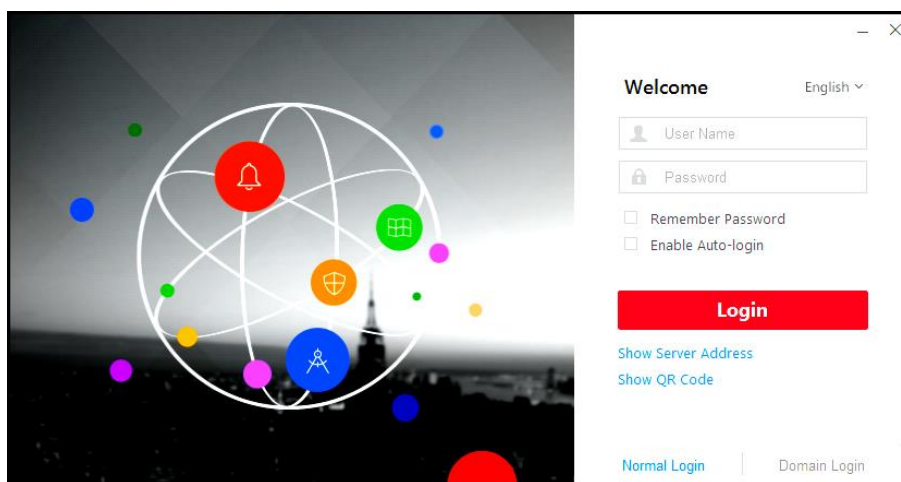 Welcome
English
User Name
Password
Remember Password
Enable Auto-login
Login
Show Server Address
Show QR Code
Normal Login
Domain Login